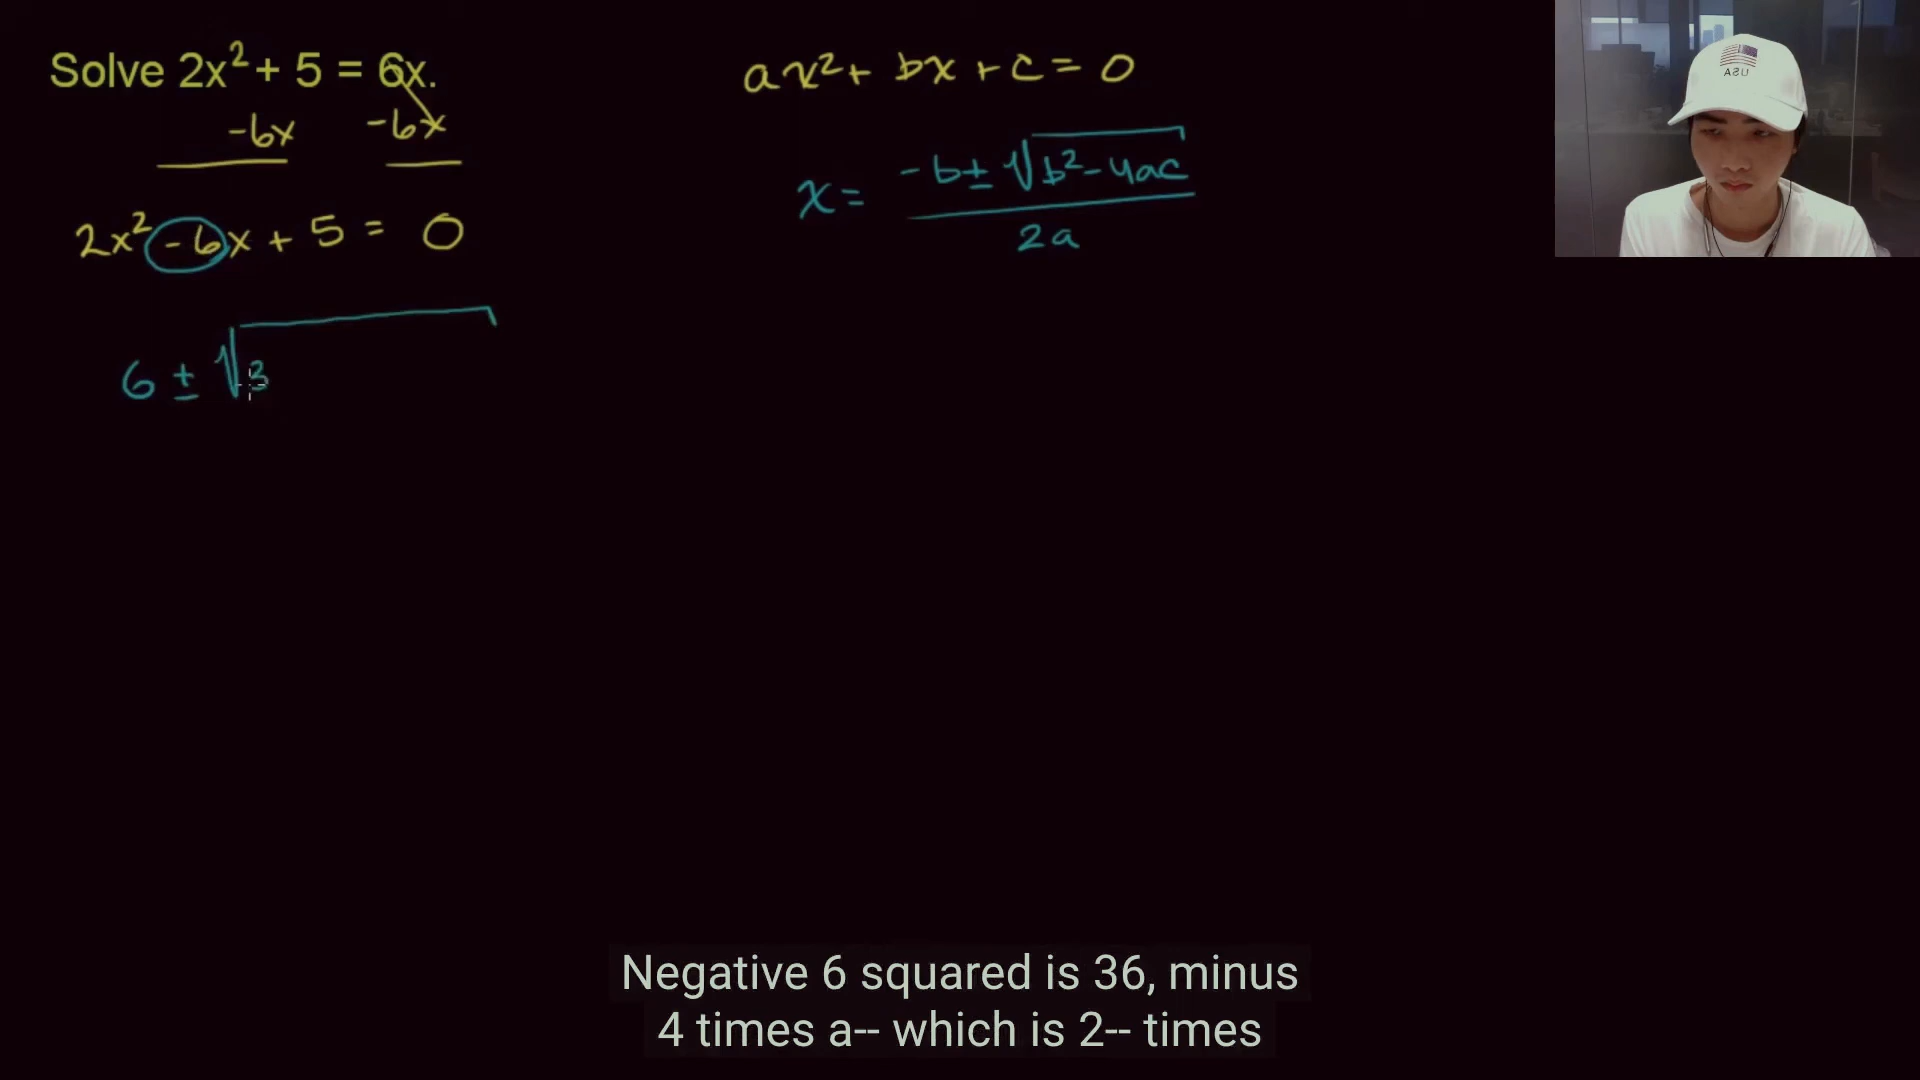 Solve 2x² + 5 = 6x.
-6x -6x
2x² - 6x + 5 = 0
6 ± √3
ax² + bx + c = 0
x = -b ± √b² - 4ac
2a
USA
Negative 6 squared is 36, minus
4 times a-- which is 2-- times